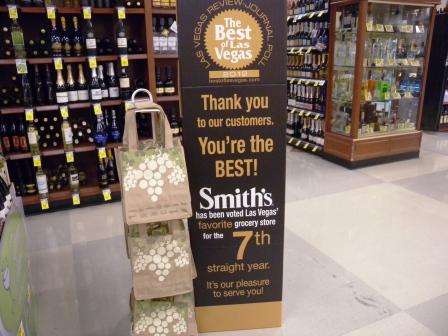 LAS VEGAS REVIEW-JOURNAL POLL
The
Best
of Las
Vegas
2012
bestoflasvegas.com
Thank you
to our customers.
You're the
BEST!
Smith's
has been voted Las Vegas'
favorite grocery store
for the 7th
straight year.
It's our pleasure
to serve you!